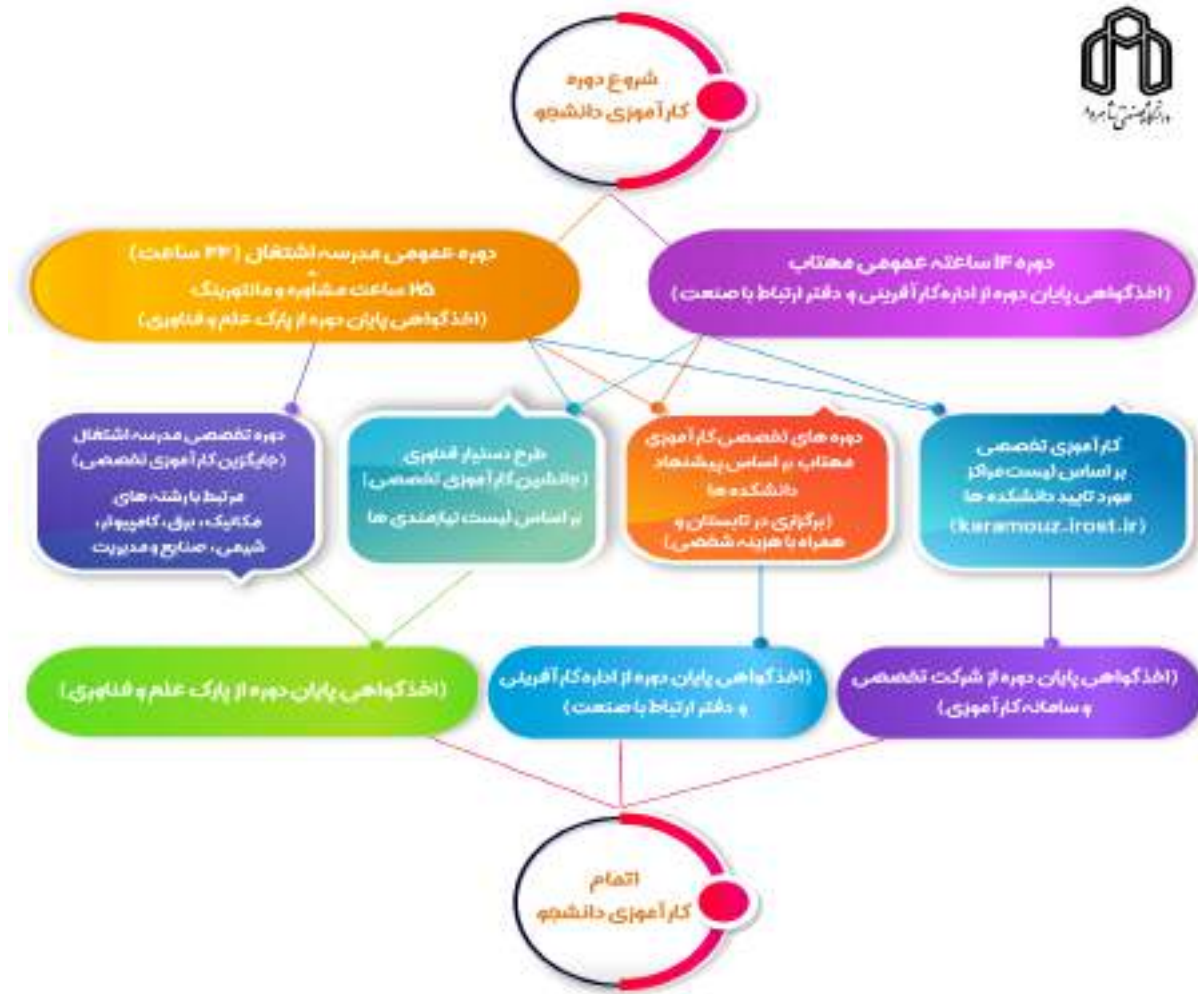 دانشگاه صنعتی شاهرود
شروع دوره
کارآموزی دانشجو
دوره ۱۴ ساعته عمومی مهتاب
(اخذ گواهی پایان دوره از اداره کارآفرینی و دفتر ارتباط با صنعت)
دوره عمومی مدرسه اشتغال (۲۴ ساعت)
۲۵ ساعت مشاوره و مانتورینگ
(اخذ گواهی پایان دوره از پارک علم و فناوری)
کارآموزی تخصصی
بر اساس لیست مراکز
مورد تایید دانشکده ها
(karamouz.irost.ir)
دوره های تخصصی کارآموزی
مهتاب بر اساس پیشنهاد
دانشکده ها
(برگزاری در تابستان و
همراه با هزینه شخصی)
طرح دستیار فناوری
(جانشین کارآموزی تخصصی)
بر اساس لیست نیازمندی ها
دوره تخصصی مدرسه اشتغال
(جایگزین کارآموزی تخصصی)
مرتبط با رشته های
مکانیک، برق، کامپیوتر،
شیمی، صنایع و مدیریت
(اخذ گواهی پایان دوره از شرکت تخصصی
و سامانه کارآموزی)
(اخذ گواهی پایان دوره از اداره کارآفرینی
و دفتر ارتباط با صنعت)
(اخذ گواهی پایان دوره از پارک علم و فناوری)
اتمام
کارآموزی دانشجو